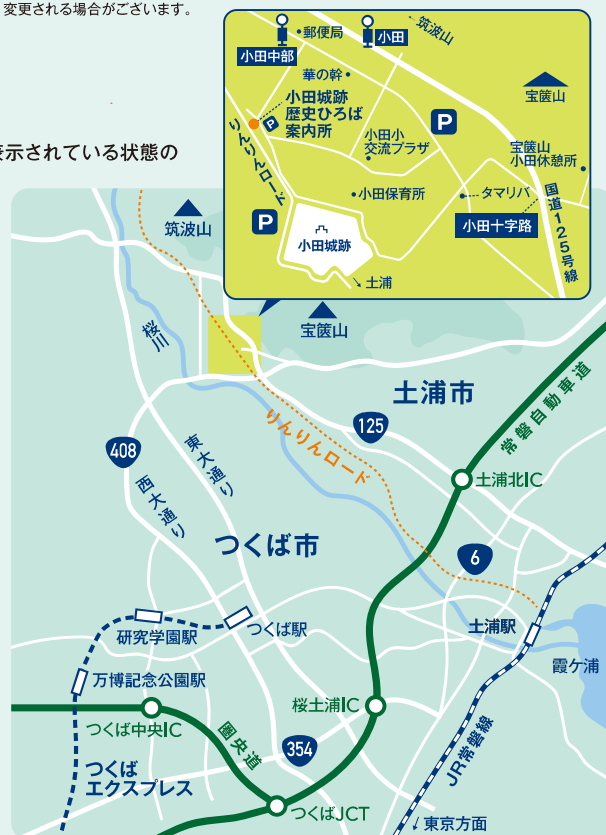 変更される場合がございます。
表示されている状態の
←筑波山
郵便局
小田
小田中部
華の幹
宝篋山
小田城跡
歴史ひろば
案内所
P
P
小田小
交流プラザ
宝篋山
小田休憩所
りんりんロード
小田保育所
タマリバ
P
小田十字路
国道125号線
小田城跡
↘土浦
筑波山
宝篋山
桜川
土浦市
常磐自動車道
125
りんりんロード
408
東大通り
西大通り
土浦北IC
つくば市
6
つくば駅
研究学園駅
土浦駅
霞ケ浦
万博記念公園駅
桜土浦IC
つくば中央IC
圏央道
354
JR常磐線
つくば
エクスプレス
つくばJCT
↓東京方面